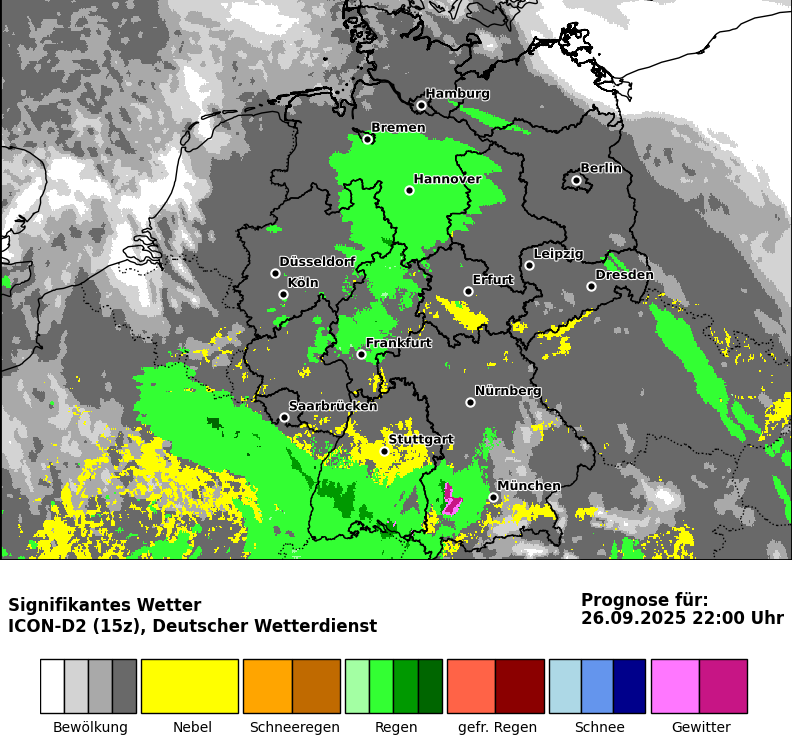 Hamburg
Bremen
Berlin
Hannover
Leipzig
Düsseldorf
Dresden
Köln
Erfurt
Frankfurt
Nürnberg
Saarbrücken
Stuttgart
München
Signifikantes Wetter
ICON-D2 (15z), Deutscher Wetterdienst
Prognose für:
26.09.2025 22:00 Uhr
Bewölkung Nebel Schneeregen Regen gefr. Regen Schnee Gewitter